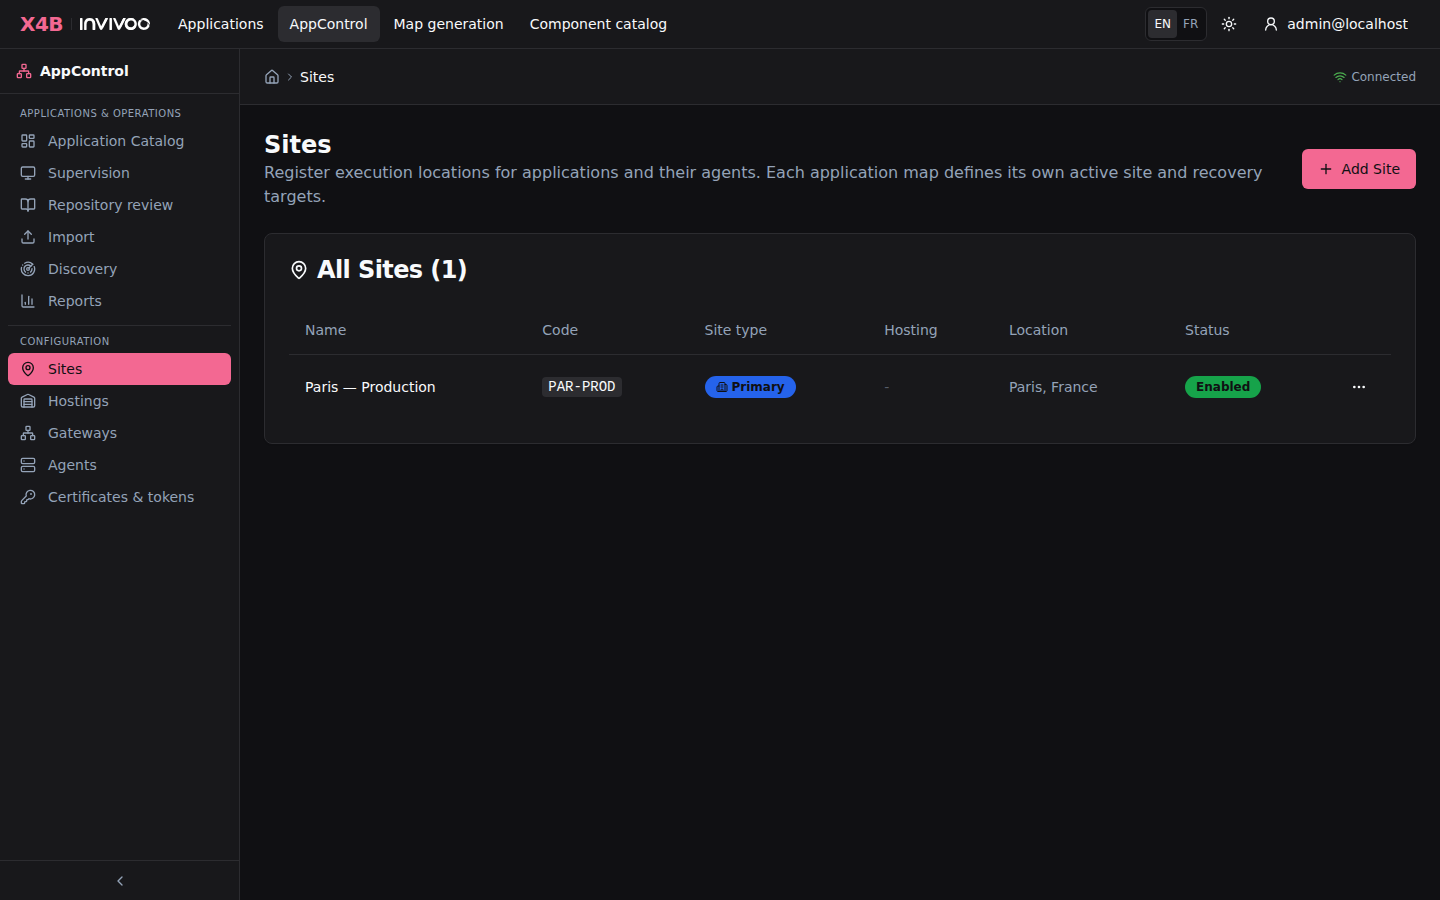 X4B INVIVOO Applications AppControl Map generation Component catalog EN FR admin@localhost
AppControl
Sites
Connected
APPLICATIONS & OPERATIONS
Application Catalog
Supervision
Repository review
Import
Discovery
Reports
CONFIGURATION
Sites
Hostings
Gateways
Agents
Certificates & tokens
Sites
Register execution locations for applications and their agents. Each application map defines its own active site and recovery
targets.
Add Site
All Sites (1)
Name Code Site type Hosting Location Status
Paris — Production PAR-PROD Primary - Paris, France Enabled